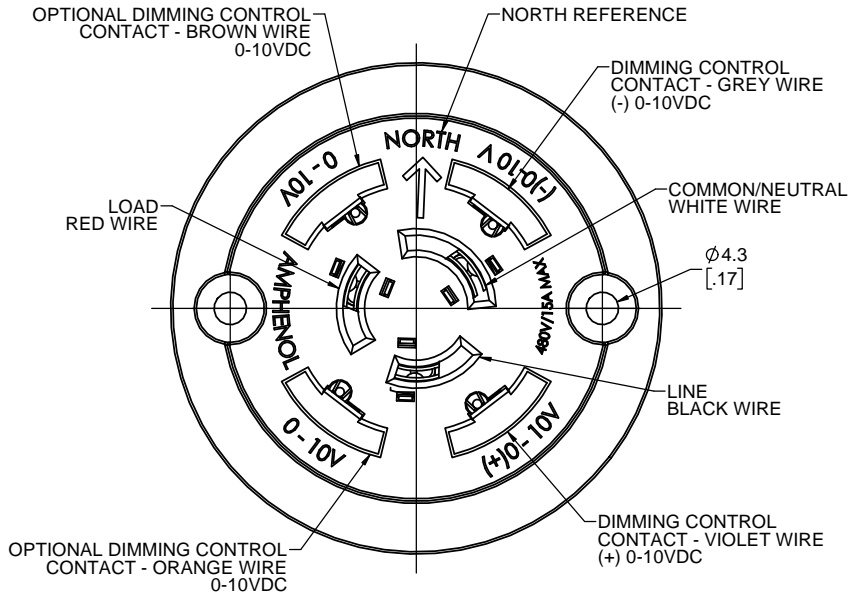 OPTIONAL DIMMING CONTROL
CONTACT - BROWN WIRE
0-10VDC
NORTH REFERENCE
DIMMING CONTROL
CONTACT - GREY WIRE
(-) 0-10VDC
LOAD
RED WIRE
COMMON/NEUTRAL
WHITE WIRE
Ø4.3
[.17]
NORTH
0 - 10V
(-)0-10 V
AMPHENOL
480V/15A MAX
0 - 10V
(+)0 - 10V
LINE
BLACK WIRE
OPTIONAL DIMMING CONTROL
CONTACT - ORANGE WIRE
0-10VDC
DIMMING CONTROL
CONTACT - VIOLET WIRE
(+) 0-10VDC